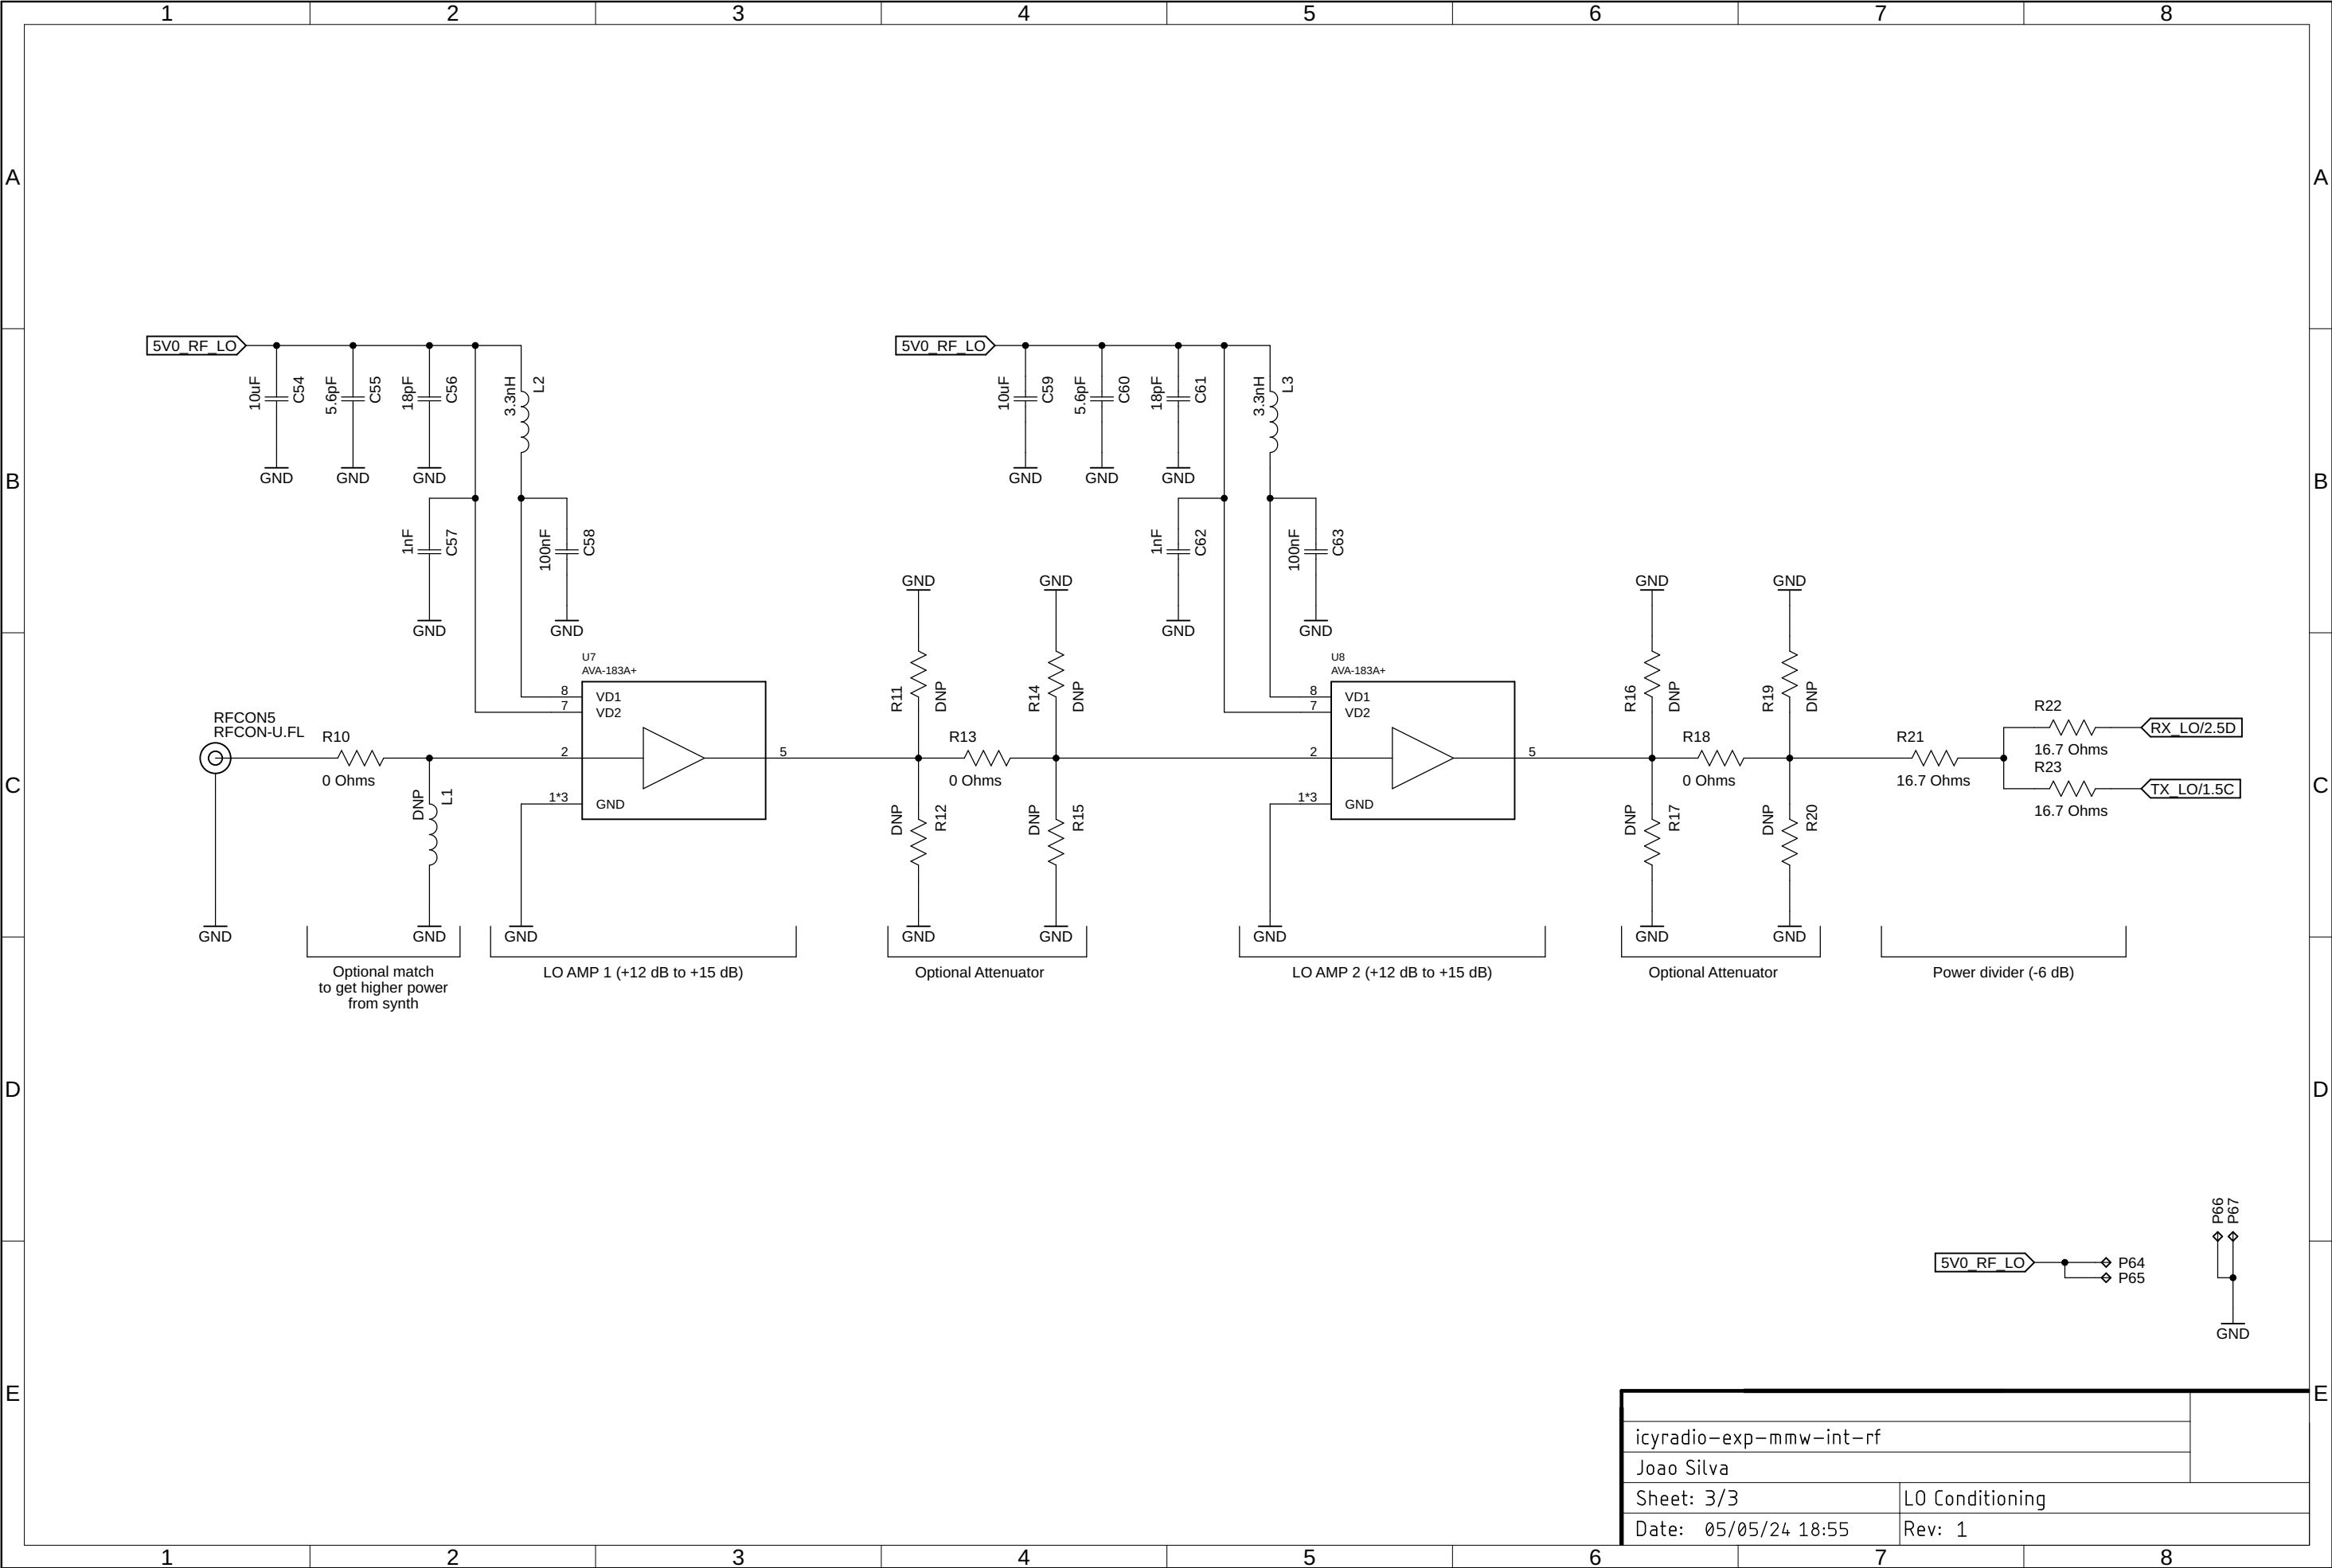 1 2 3 4 5 6 7 8
A A
5V0_RF_LO
10uF C54
5.6pF C55
18pF C56
3.3nH L2
GND GND GND
1nF C57
100nF C58
GND GND
5V0_RF_LO
10uF C59
5.6pF C60
18pF C61
3.3nH L3
GND GND GND
1nF C62
100nF C63
GND GND
B B
RFCON5
RFCON-U.FL
GND
R10
0 Ohms
DNP L1
GND
U7
AVA-183A+
8 VD1
7 VD2
2 5
1*3 GND
GND
GND GND
R11 DNP
R14 DNP
R13
0 Ohms
DNP R12
DNP R15
GND GND
U8
AVA-183A+
8 VD1
7 VD2
2 5
1*3 GND
GND
GND GND
R16 DNP
R19 DNP
R18
0 Ohms
DNP R17
DNP R20
GND GND
R21
16.7 Ohms
R22
16.7 Ohms
R23
16.7 Ohms
RX_LO/2.5D
TX_LO/1.5C
C C
Optional match
to get higher power
from synth
LO AMP 1 (+12 dB to +15 dB)
Optional Attenuator
LO AMP 2 (+12 dB to +15 dB)
Optional Attenuator
Power divider (-6 dB)
D D
5V0_RF_LO
P64
P65
P66
P67
GND
E E
icyradio-exp-mmw-int-rf
Joao Silva
Sheet: 3/3
LO Conditioning
Date: 05/05/24 18:55
Rev: 1
1 2 3 4 5 6 7 8